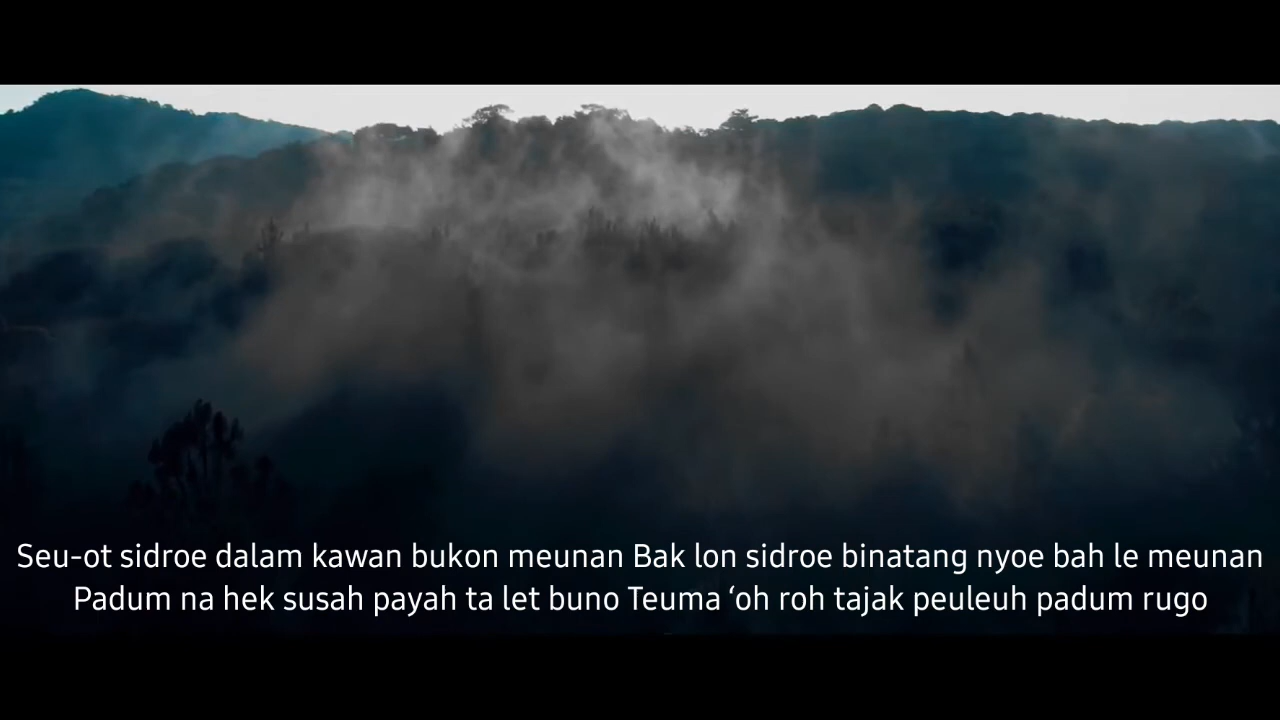 Seu-ot sidroe dalam kawan bukon meunan Bak lon sidroe binatang nyoe bah le meunan
Padum na hek susah payah ta let buno Teuma ‘oh roh tajak peuleuh padum rugo